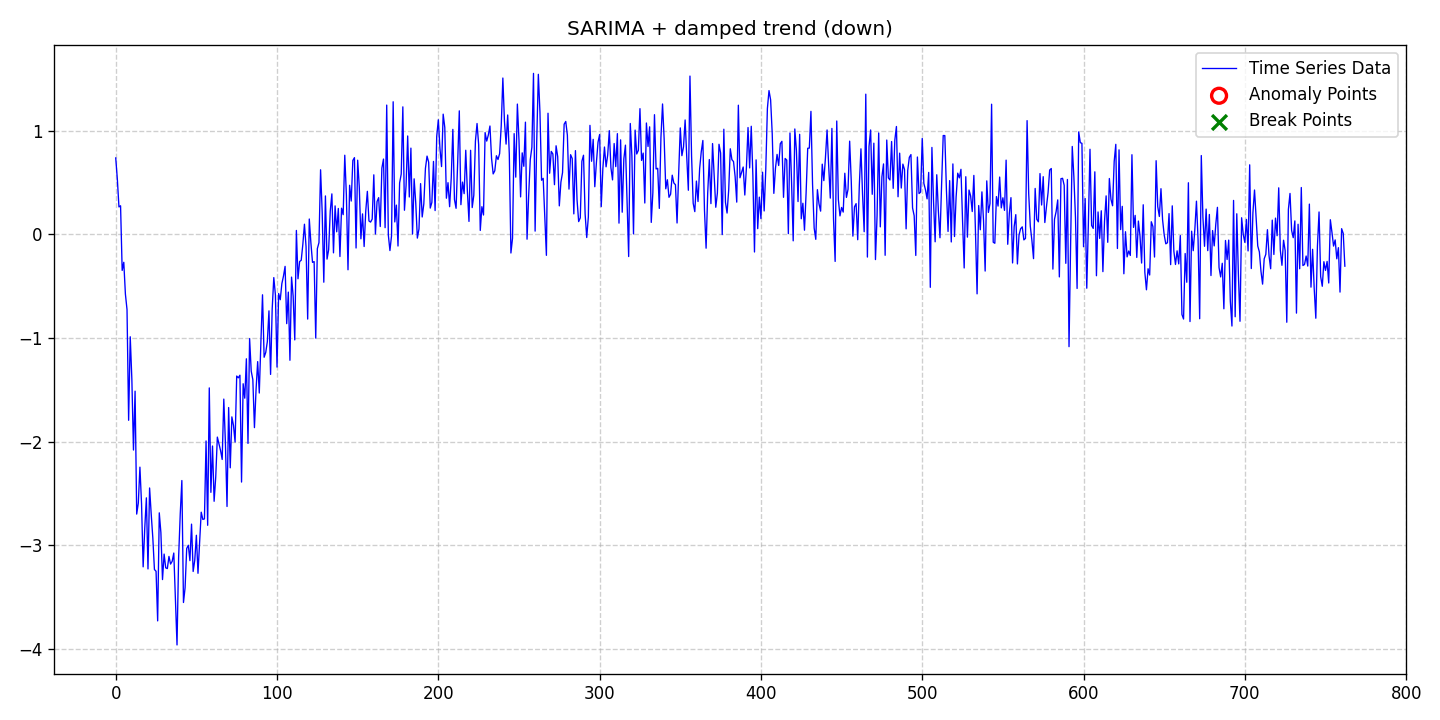 SARIMA + damped trend (down)
Time Series Data
Anomaly Points
Break Points
1
0
−1
−2
−3
−4
0 100 200 300 400 500 600 700 800